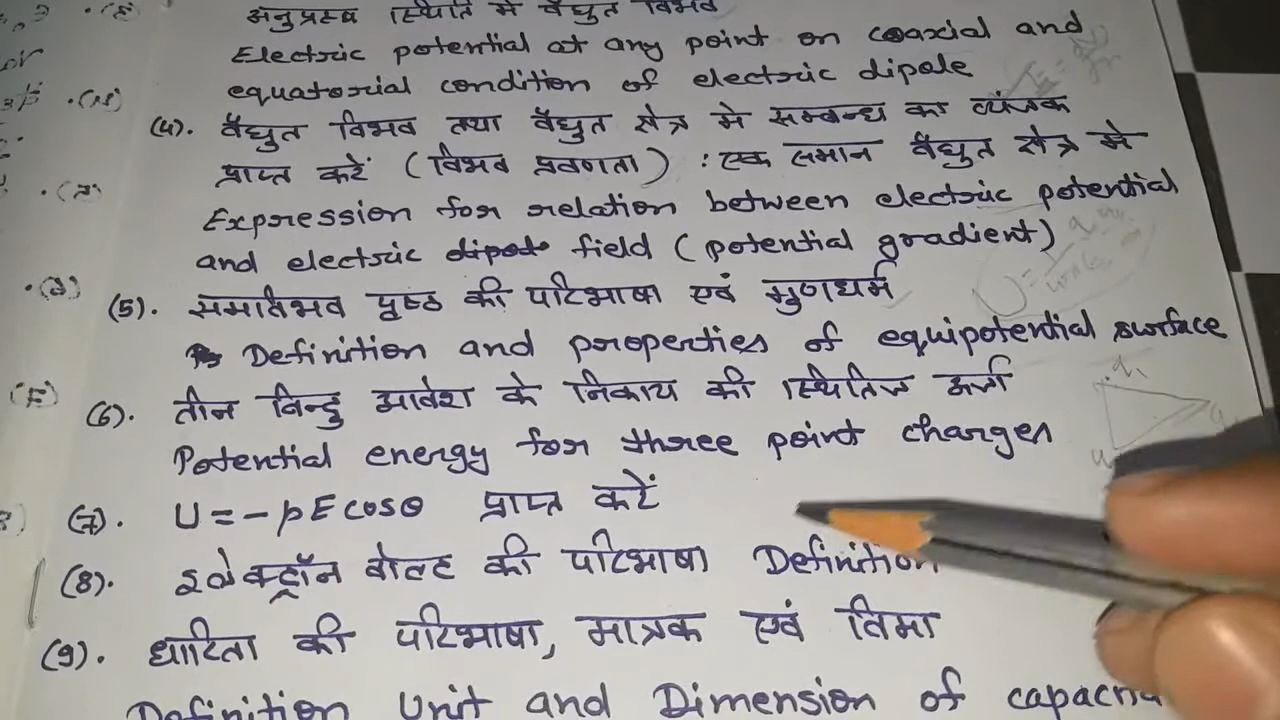 अनुप्रस्थ स्थिति मे वैद्युत विभव
Electric potential at any point on coaxial and
equatorial condition of electric dipole
(4). वैद्युत विभव तथा वैद्युत क्षेत्र मे सम्बन्ध का व्यंजक
प्राप्त करें (विभव प्रवणता) : एक समान वैद्युत क्षेत्र मे
Expression for relation between electric potential
and electric field (potential gradient)
(5). समविभव पृष्ठ की परिभाषा एवं गुणधर्म
Definition and properties of equipotential surface
(6). तीन बिन्दु आवेश के निकाय की स्थितिज ऊर्जा
Potential energy for three point charges
(7). U = -pE cosθ प्राप्त करें
(8). इलेक्ट्रॉन वोल्ट की परिभाषा Definition
(9). धारिता की परिभाषा, मात्रक एवं विमा
Definition Unit and Dimension of